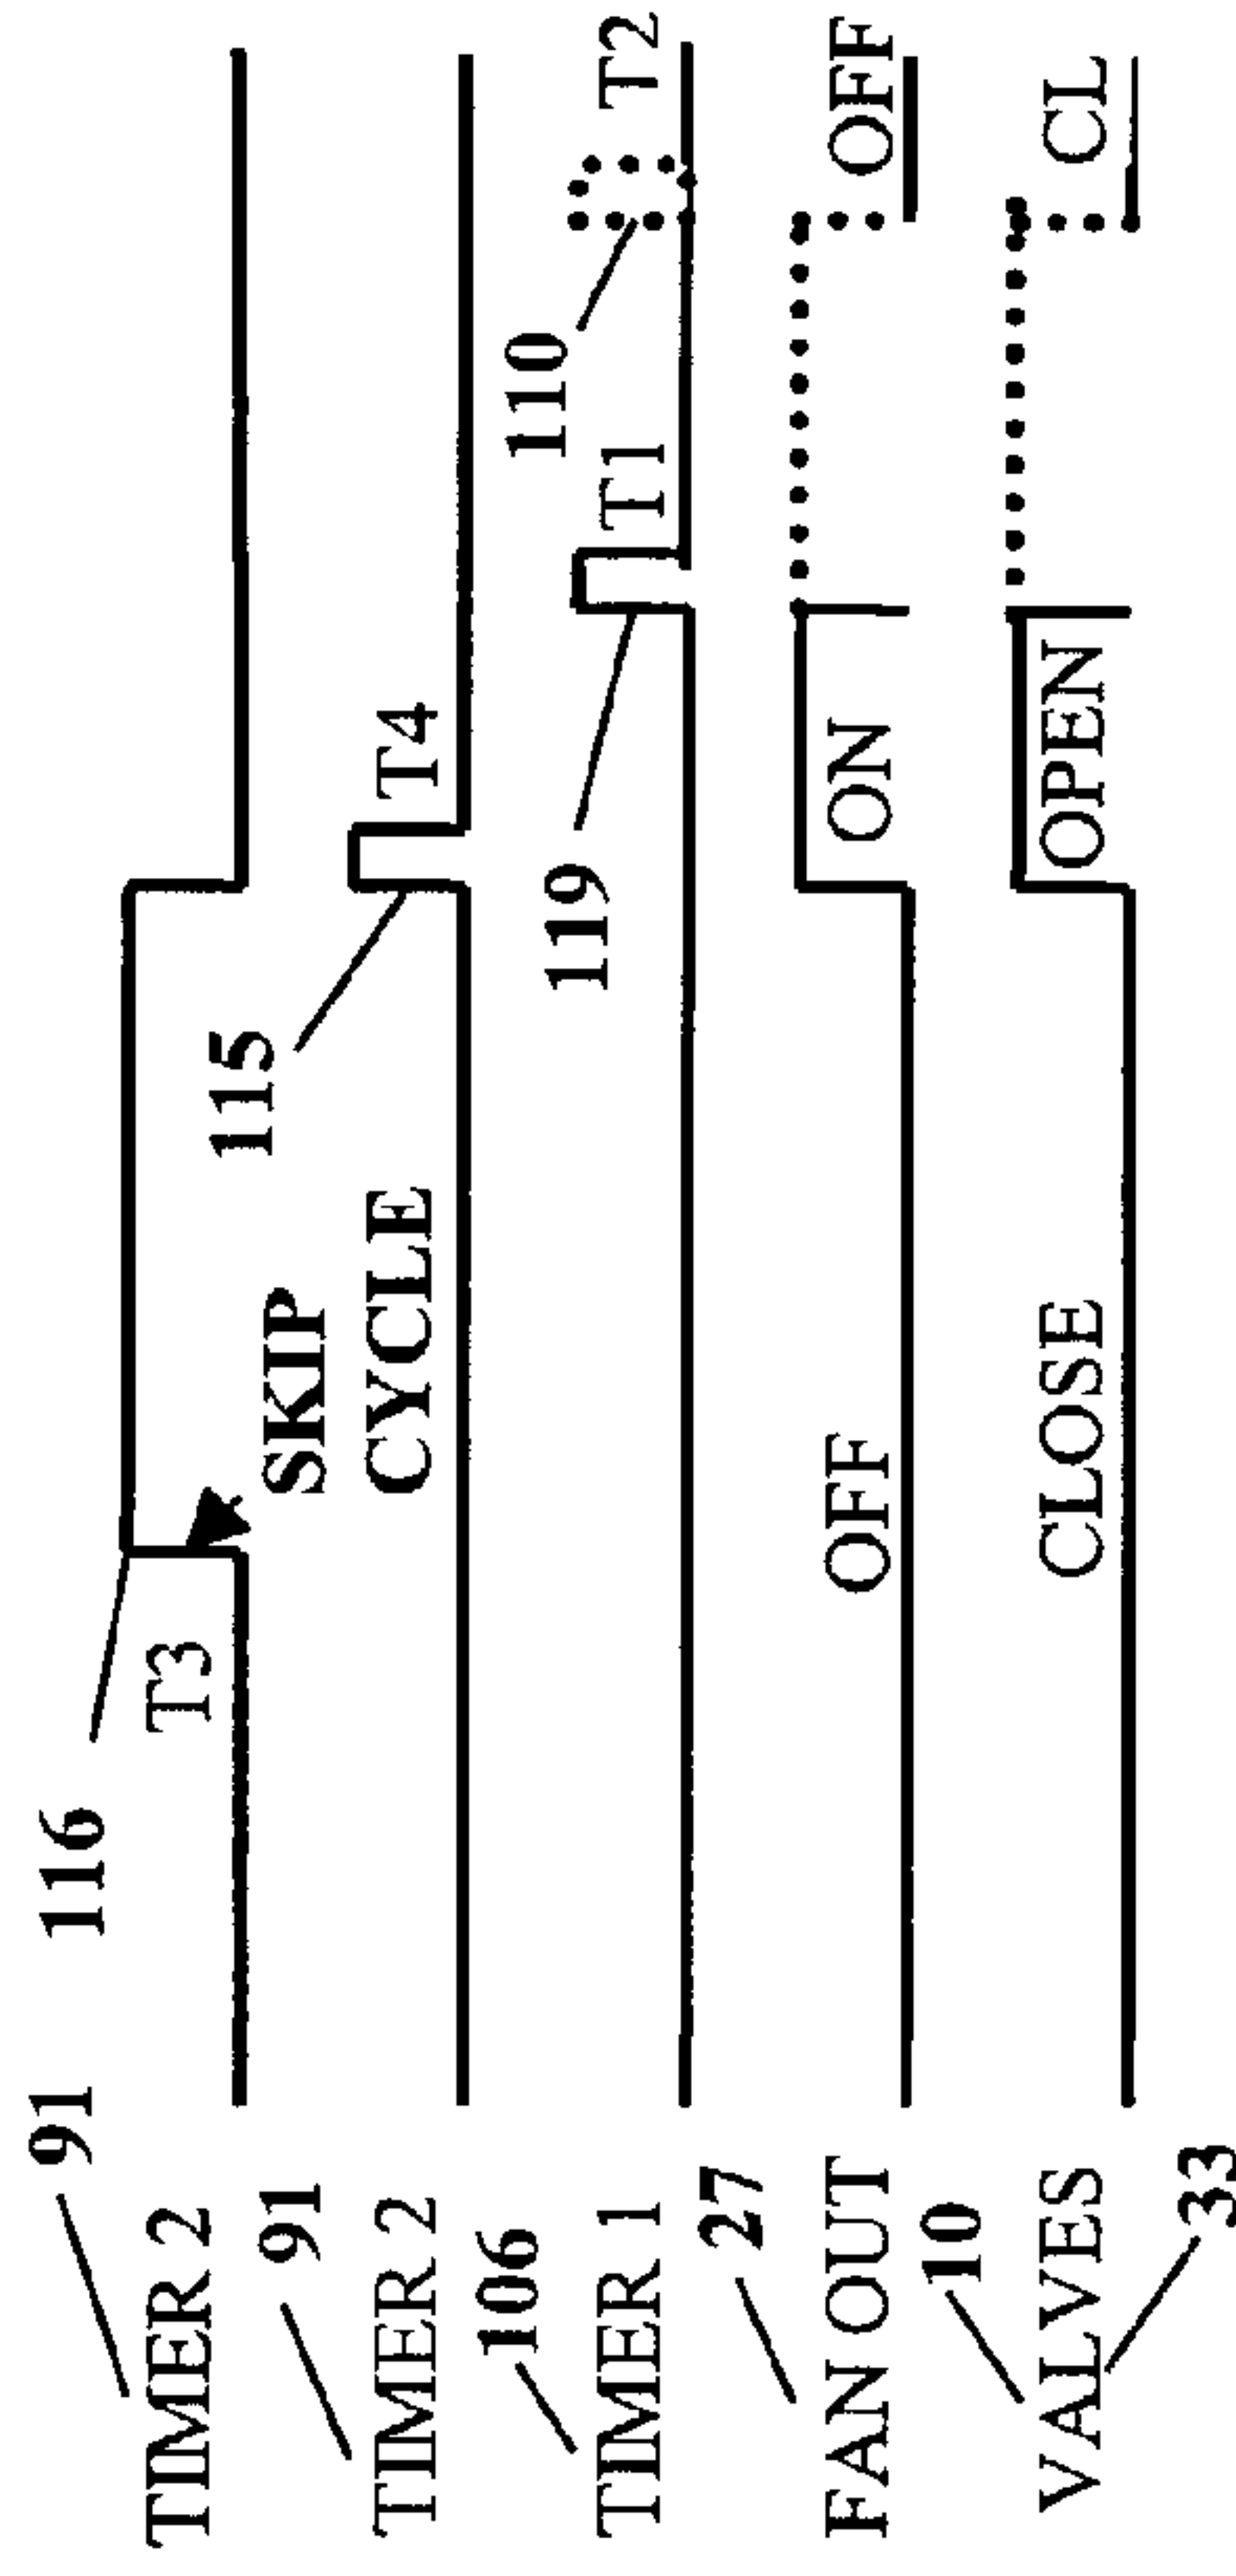 91
116
TIMER 2
T3
91
SKIP
115
TIMER 2
CYCLE
T4
106
119
110
TIMER 1
T1
T2
27
FAN OUT
OFF
ON
OFF
10
VALVES
CLOSE
OPEN
CL
33